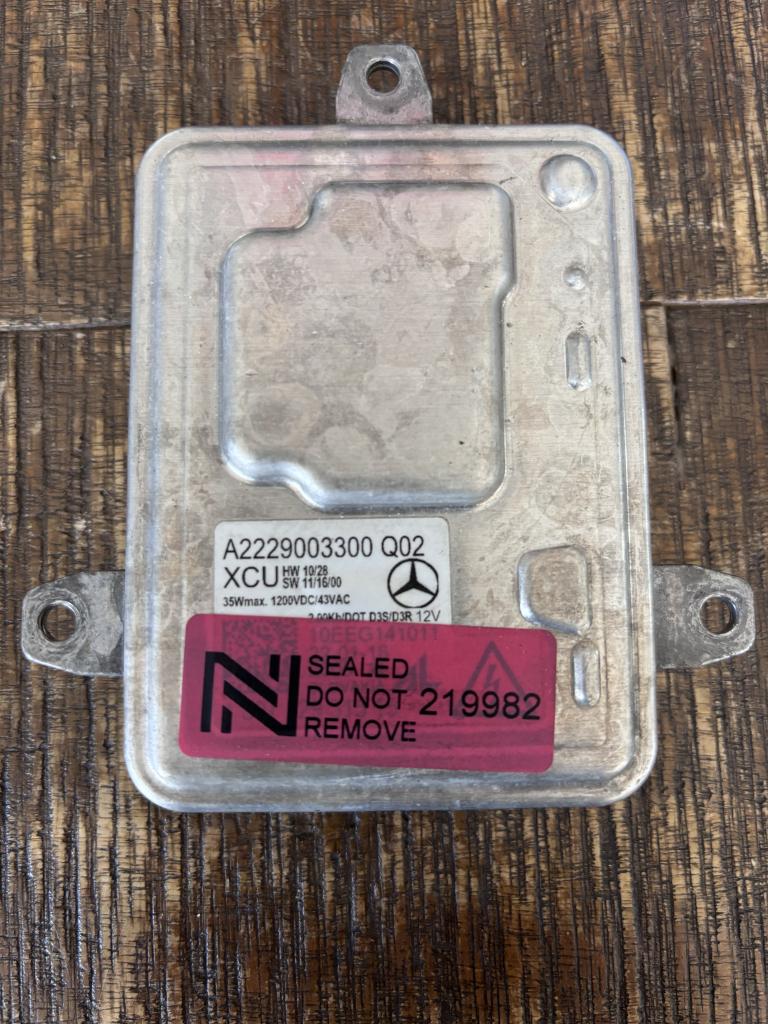 A2229003300 Q02
XCU HW 10/28
SW 11/16/00
35Wmax. 1200VDC/43VAC
D3S/D3R 12V
10EEG141011
SEALED
DO NOT 219982
REMOVE